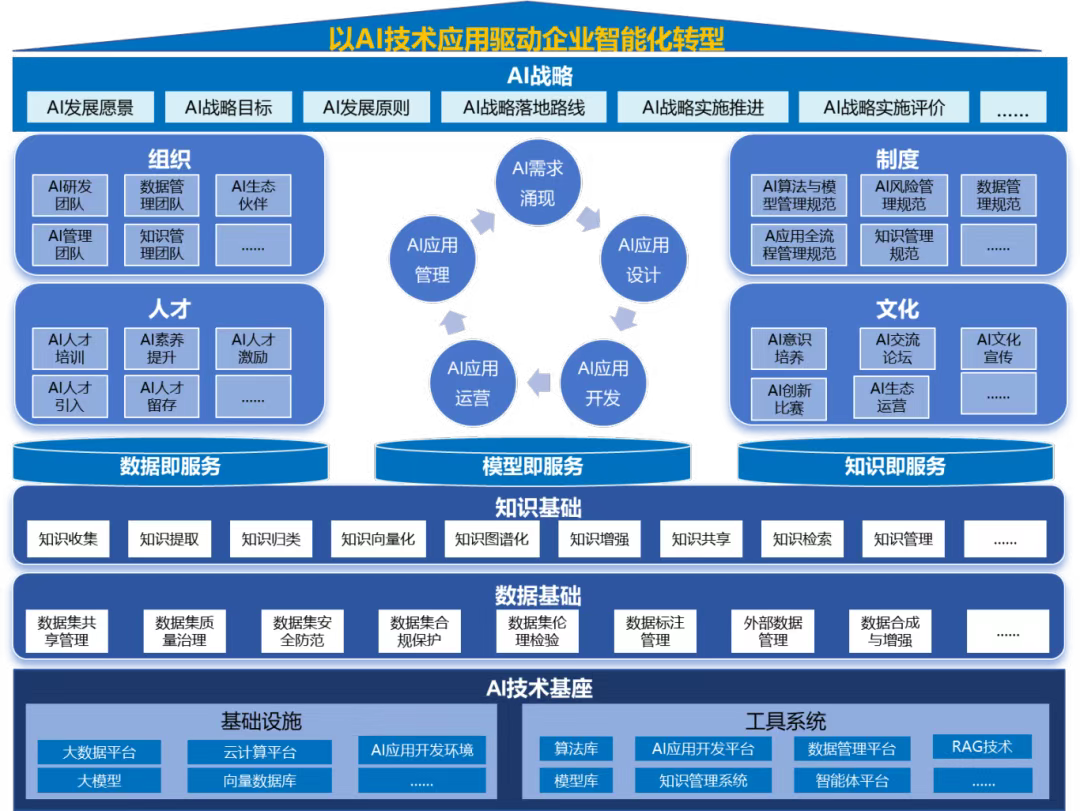 以AI技术应用驱动企业智能化转型
AI战略
AI发展愿景
AI战略目标
AI发展原则
AI战略落地路线
AI战略实施推进
AI战略实施评价
......
组织
AI研发
团队
数据管
理团队
AI生态
伙伴
AI管理
团队
知识管
理团队
......
人才
AI人才
培训
AI素养
提升
AI人才
激励
AI人才
引入
AI人才
留存
......
AI需求
涌现
AI应用
设计
AI应用
开发
AI应用
运营
AI应用
管理
制度
AI算法与模
型管理规范
AI风险管
理规范
数据管
理规范
A应用全流
程管理规范
知识管理
规范
......
文化
AI意识
培养
AI交流
论坛
AI文化
宣传
AI创新
比赛
AI生态
运营
......
数据即服务
模型即服务
知识即服务
知识基础
知识收集
知识提取
知识归类
知识向量化
知识图谱化
知识增强
知识共享
知识检索
知识管理
......
数据基础
数据集共
享管理
数据集质
量治理
数据集安
全防范
数据集合
规保护
数据集伦
理检验
数据标注
管理
外部数据
管理
数据合成
与增强
......
AI技术基座
基础设施
大数据平台
云计算平台
AI应用开发环境
大模型
向量数据库
......
工具系统
算法库
AI应用开发平台
数据管理平台
RAG技术
模型库
知识管理系统
智能体平台
......